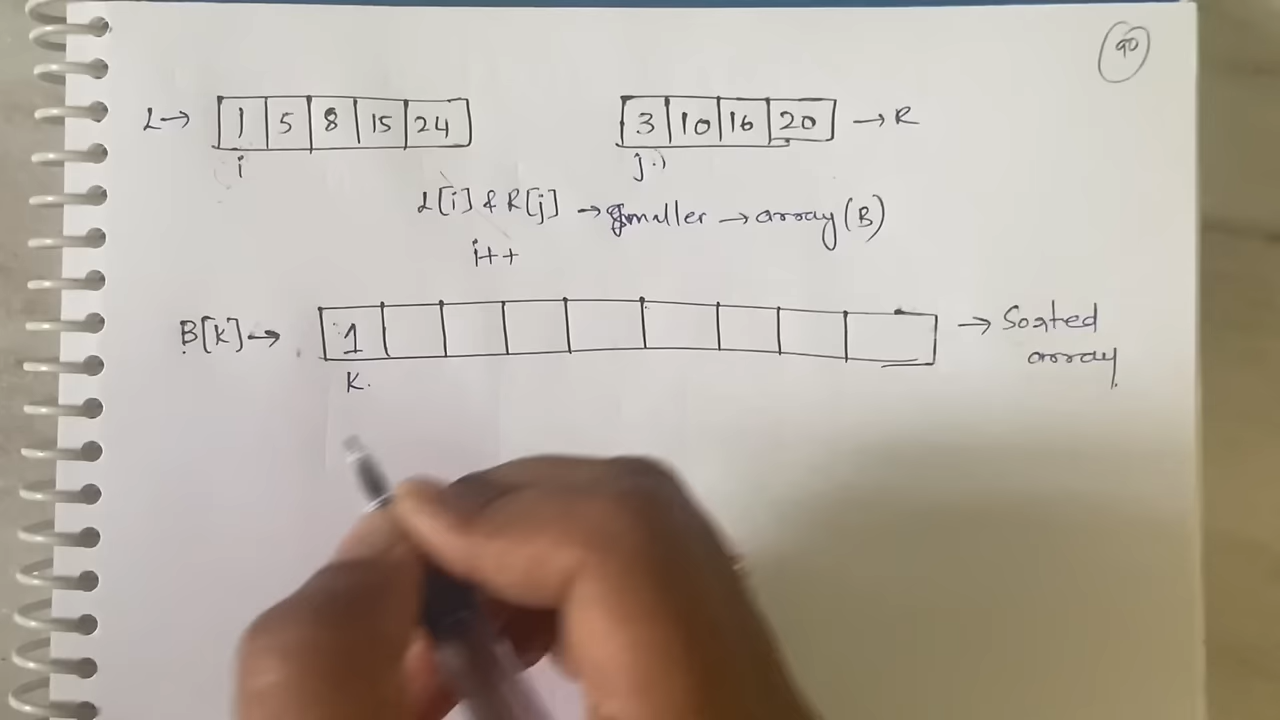 90
L→ 1 5 8 15 24 3 10 16 20 →R
i j
L[i] & R[j] → smaller → array(B)
i++
B[K]→ 1 → Sorted
array
K.